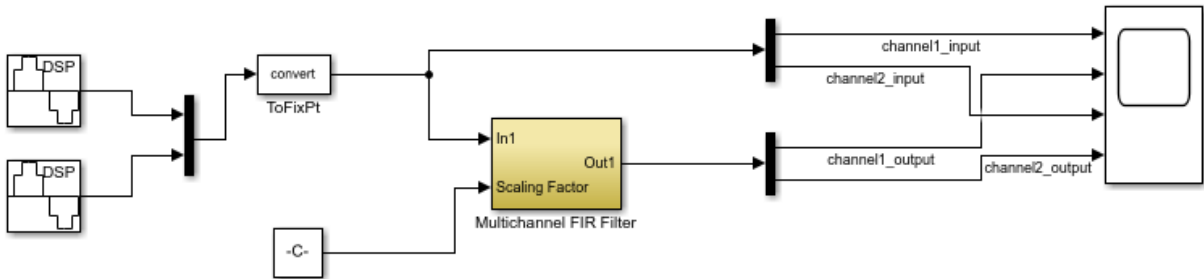 DSP
DSP
convert
ToFixPt
-C-
In1
Scaling Factor
Out1
Multichannel FIR Filter
channel1_input
channel2_input
channel1_output
channel2_output